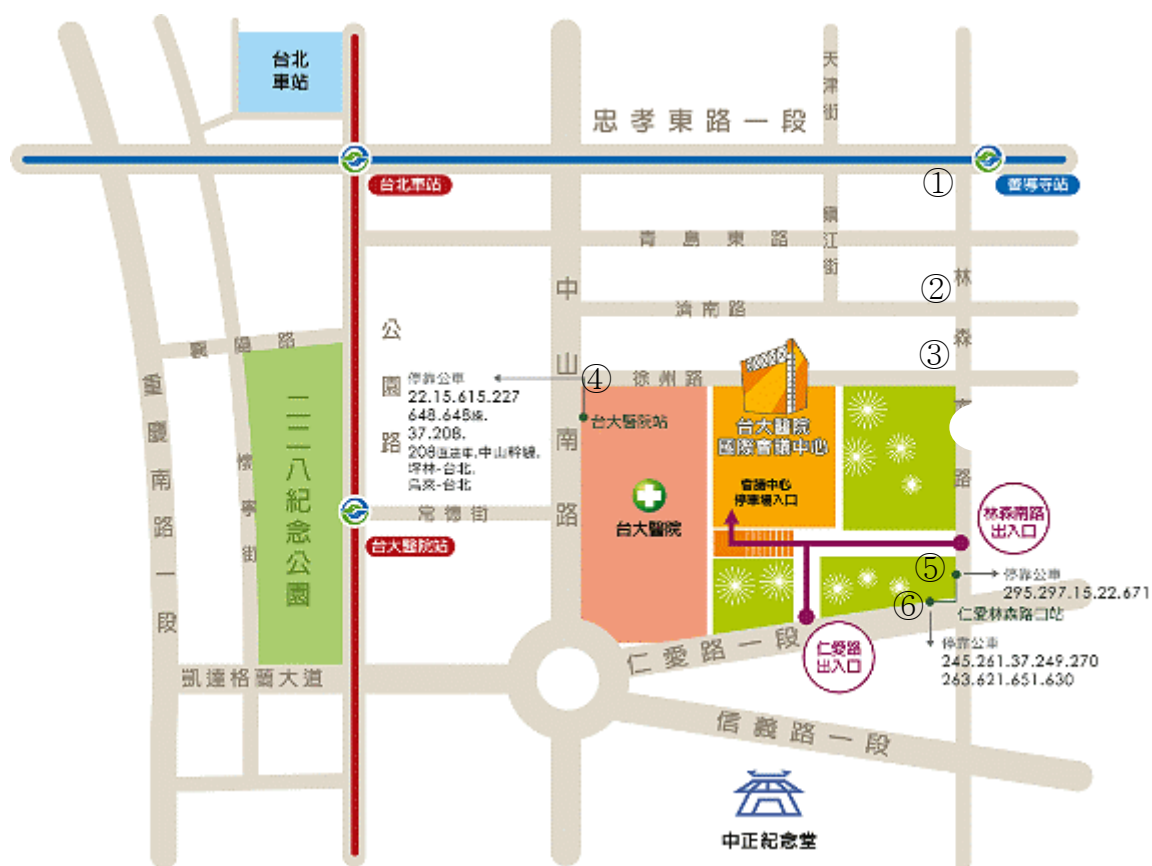 台北
車站
天津街
忠孝東路一段
台北車站
①
善導寺站
青島東路
鎮江街
中山南路
林森南路
②
濟南路
公園路
襄陽路
③
徐州路
④
停靠公車
22.15.615.227
648.648綠.
37.208.
208直達車.中山幹線.
坪林-台北.
烏來-台北
台大醫院站
台大醫院
國際會議中心
重慶南路一段
二二八紀念公園
懷寧街
會議中心
停車場入口
台大醫院
常德街
林森南路
出入口
台大醫院站
⑤
停靠公車
295.297.15.22.671
⑥
仁愛林森路口站
仁愛路一段
仁愛路
出入口
停靠公車
245.261.37.249.270
263.621.651.630
凱達格蘭大道
信義路一段
中正紀念堂